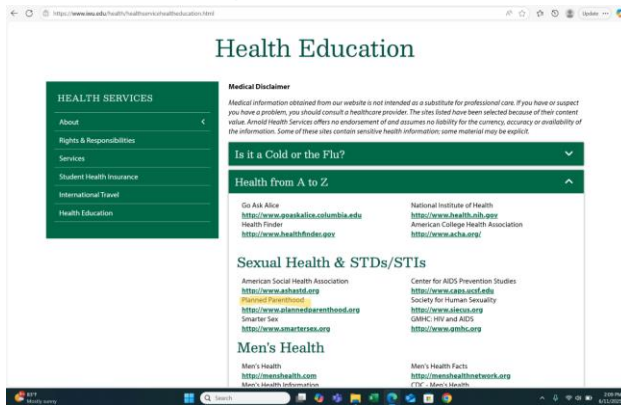 https://www.iwu.edu/health/healthservicehealtheducation.html
Update
Health Education
HEALTH SERVICES
About
Rights & Responsibilities
Services
Student Health Insurance
International Travel
Health Education
Medical Disclaimer
Medical information obtained from our website is not intended as a substitute for professional care. If you have or suspect
you have a problem, you should consult a healthcare provider. The sites listed have been selected because of their content
value. Arnold Health Services offers no endorsement of and assumes no liability for the currency, accuracy or availability of
the information. Some of these sites contain sensitive health information; some material may be explicit.
Is it a Cold or the Flu?
Health from A to Z
Go Ask Alice
http://www.goaskalice.columbia.edu
Health Finder
http://www.healthfinder.gov
National Institute of Health
http://www.health.nih.gov
American College Health Association
http://www.acha.org/
Sexual Health & STDs/STIs
American Social Health Association
http://www.ashastd.org
Planned Parenthood
http://www.plannedparenthood.org
Smarter Sex
http://www.smartersex.org
Center for AIDS Prevention Studies
http://www.caps.ucsf.edu
Society for Human Sexuality
http://www.siecus.org
GMHC: HIV and AIDS
http://www.gmhc.org
Men's Health
Men's Health
http://menshealth.com
Men's Health Information
Men's Health Facts
http://menshealthnetwork.org
CDC - Men's Health
83°F
Mostly sunny
Search
2:09 PM
6/11/2025